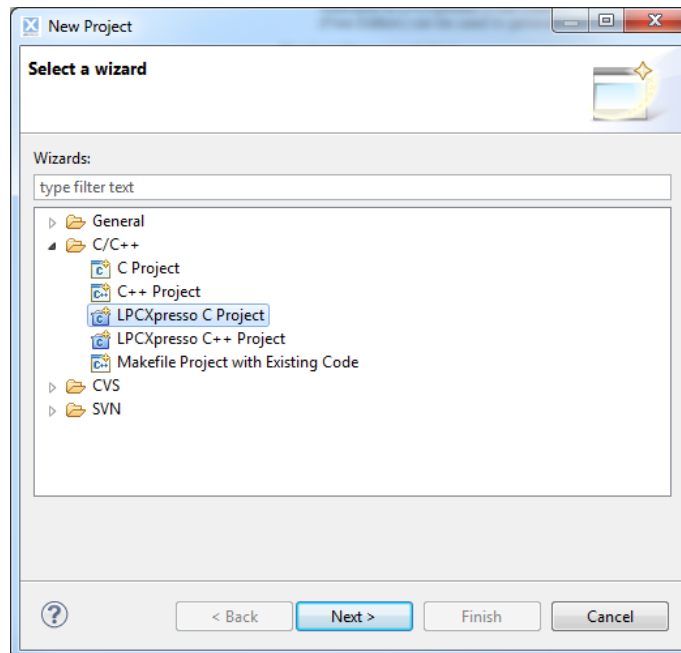 New Project
Select a wizard
Wizards:
type filter text
General
C/C++
C Project
C++ Project
LPCXpresso C Project
LPCXpresso C++ Project
Makefile Project with Existing Code
CVS
SVN
< Back Next > Finish Cancel